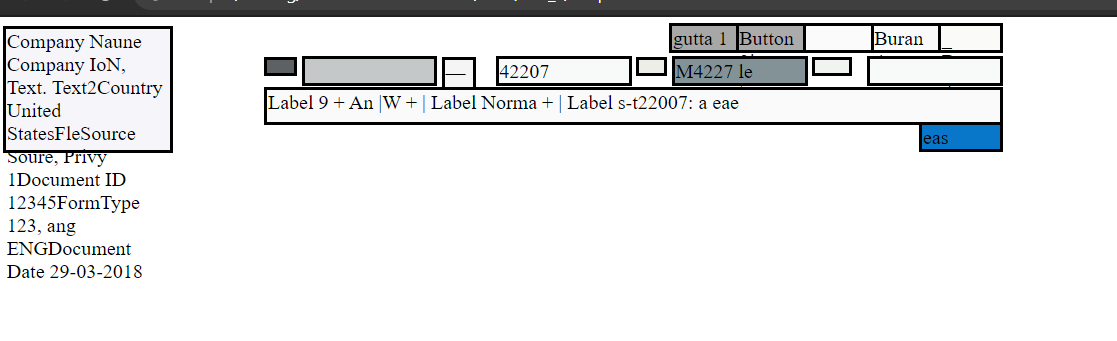 Company Naune
Company IoN,
Text. Text2Country
United
StatesFleSource
Soure, Privy
1Document ID
12345FormType
123, ang
ENGDocument
Date 29-03-2018
gutta 1 Button Buran _
— 42207 M4227 le
Label 9 + An |W + | Label Norma + | Label s-t22007: a eae
eas